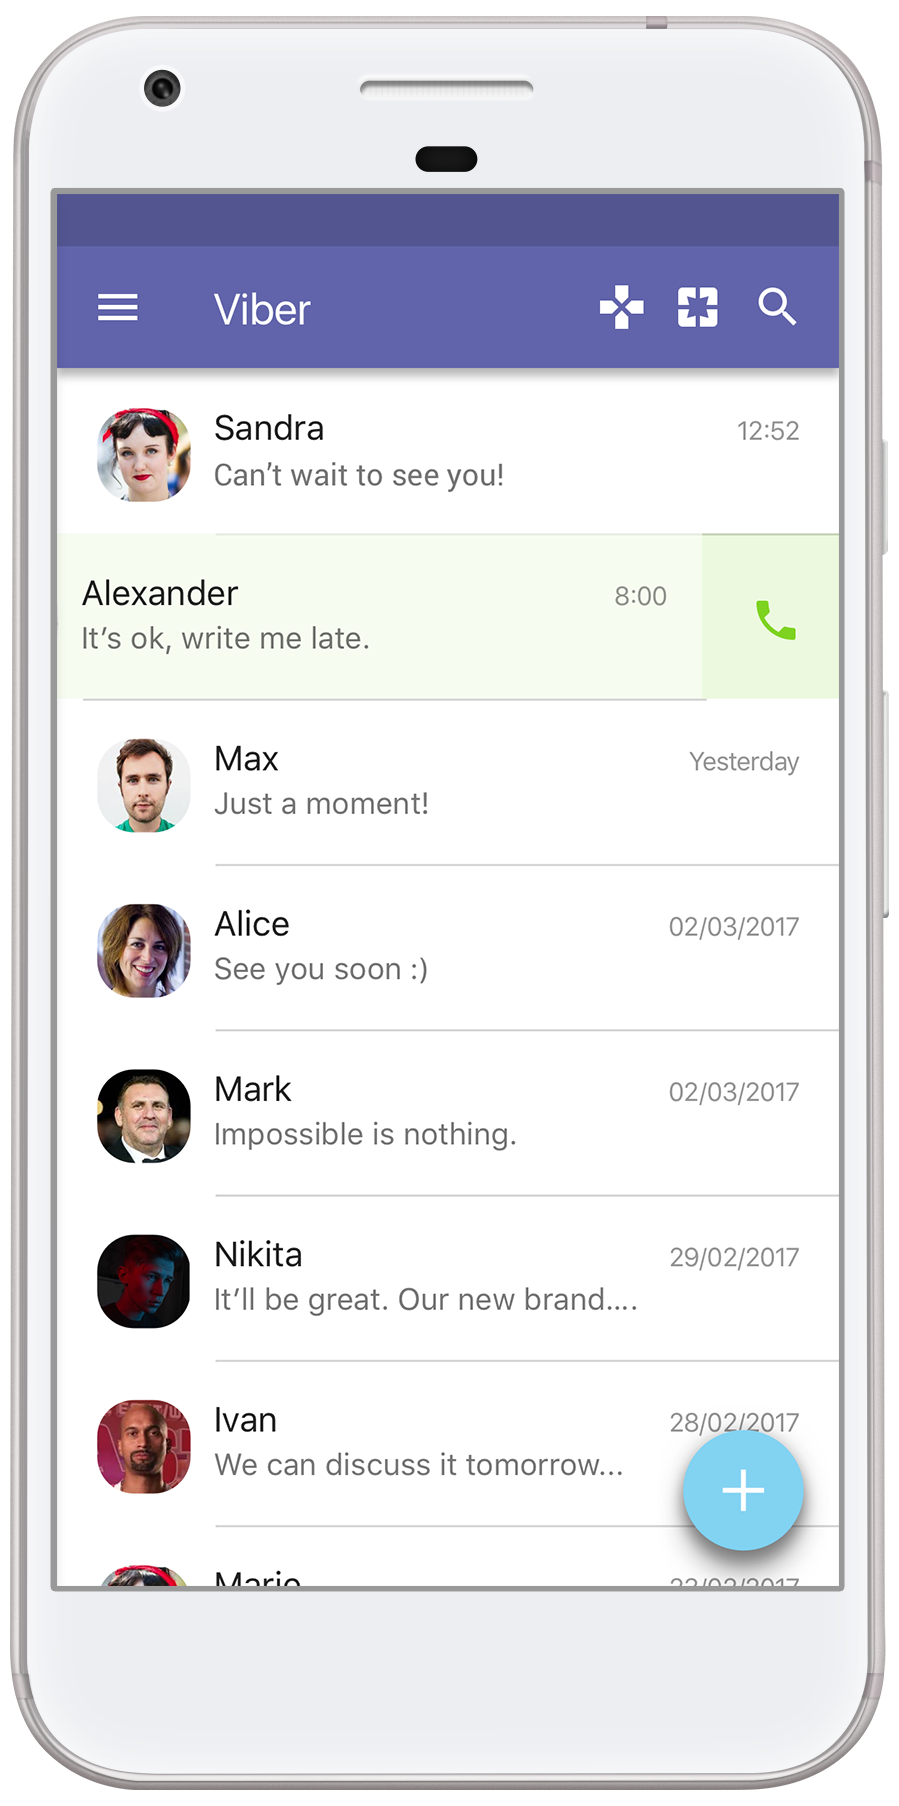 Viber
Sandra
12:52
Can’t wait to see you!
Alexander
8:00
It’s ok, write me late.
Max
Yesterday
Just a moment!
Alice
02/03/2017
See you soon :)
Mark
02/03/2017
Impossible is nothing.
Nikita
29/02/2017
It’ll be great. Our new brand....
Ivan
28/02/2017
We can discuss it tomorrow...